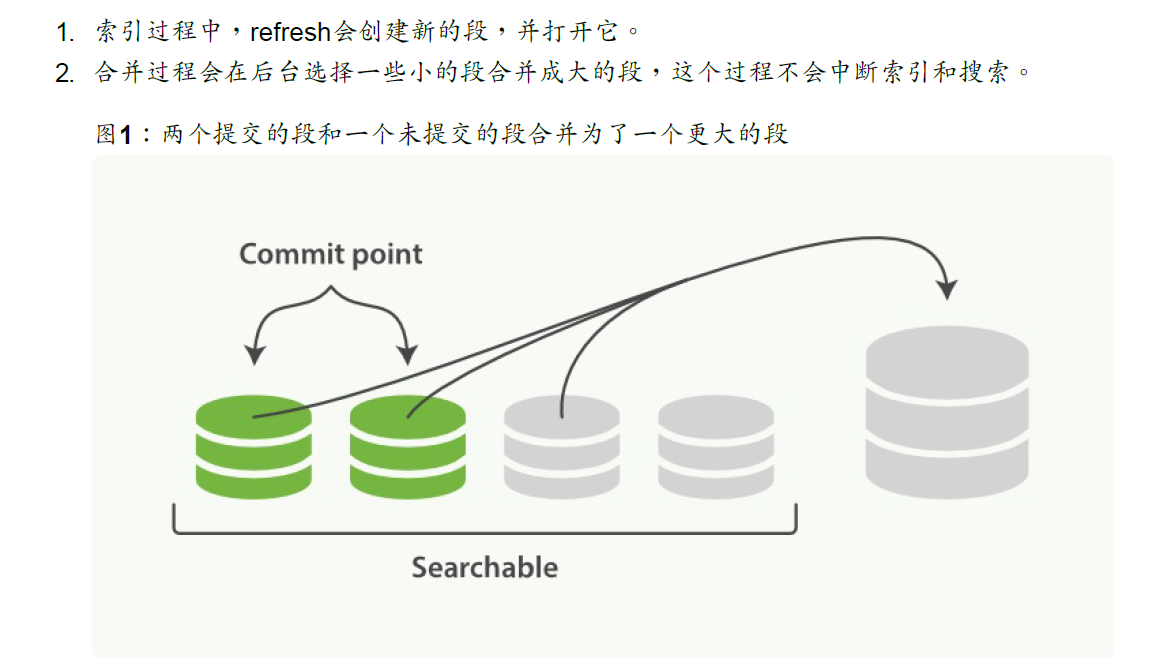 1. 索引过程中，refresh会创建新的段，并打开它。
2. 合并过程会在后台选择一些小的段合并成大的段，这个过程不会中断索引和搜索。
图1：两个提交的段和一个未提交的段合并为了一个更大的段
Commit point
Searchable